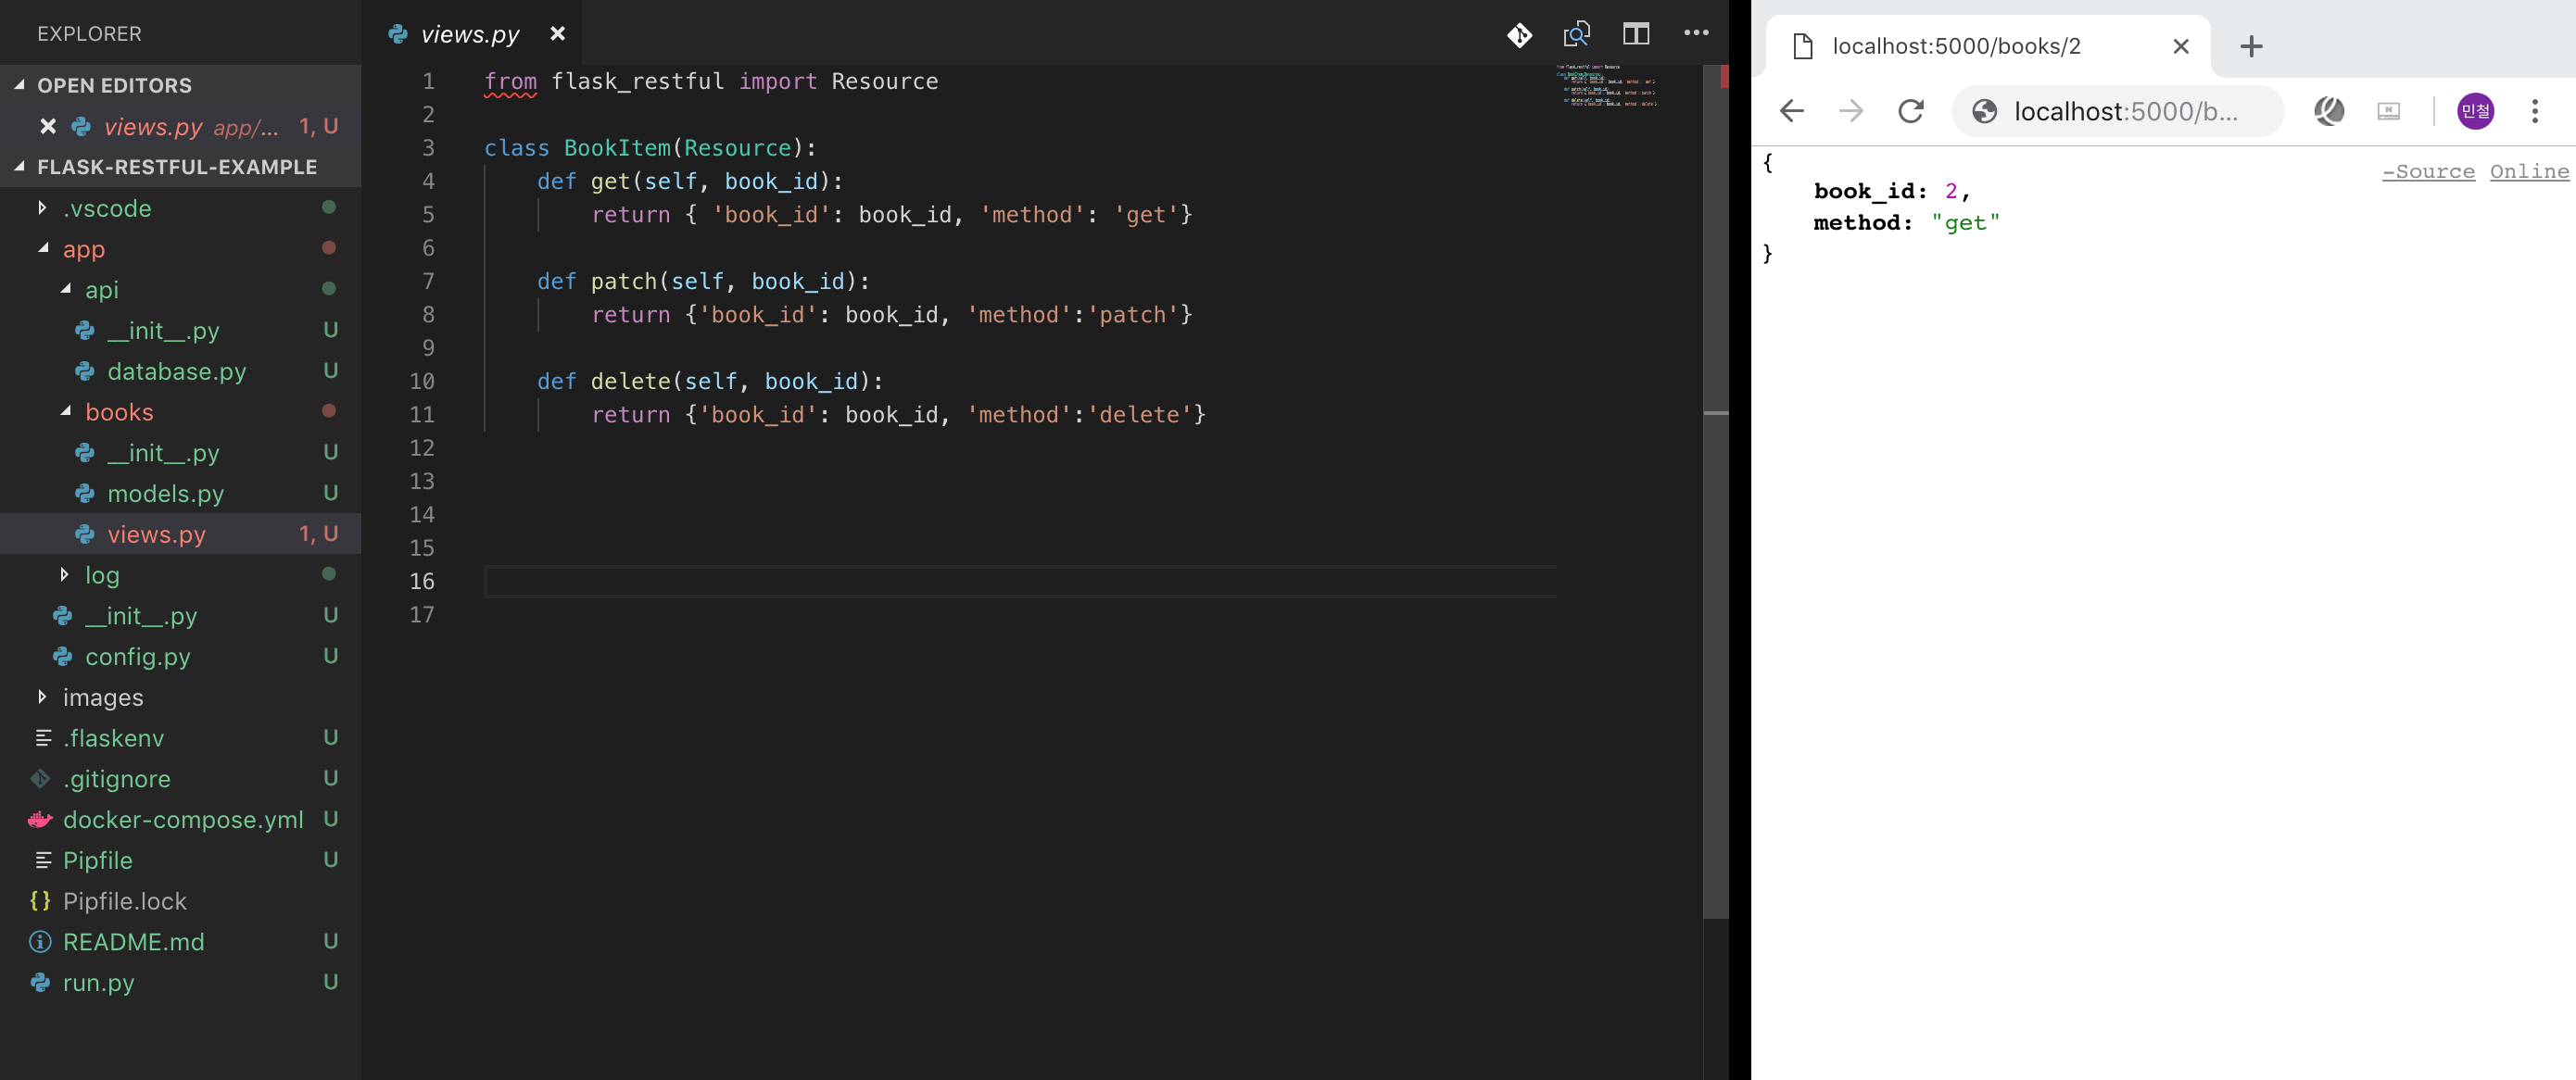 EXPLORER
OPEN EDITORS
views.py app/... 1, U
FLASK-RESTFUL-EXAMPLE
.vscode
app
api
__init__.py U
database.py U
books
__init__.py U
models.py U
views.py 1, U
log
__init__.py U
config.py U
images
.flaskenv U
.gitignore U
docker-compose.yml U
Pipfile U
Pipfile.lock
README.md U
run.py U
views.py
1 from flask_restful import Resource
2
3 class BookItem(Resource):
4 def get(self, book_id):
5 return { 'book_id': book_id, 'method': 'get'}
6
7 def patch(self, book_id):
8 return {'book_id': book_id, 'method':'patch'}
9
10 def delete(self, book_id):
11 return {'book_id': book_id, 'method':'delete'}
12
13
14
15
16
17
localhost:5000/books/2
localhost:5000/b...
민철
{
-Source Online
book_id: 2,
method: "get"
}